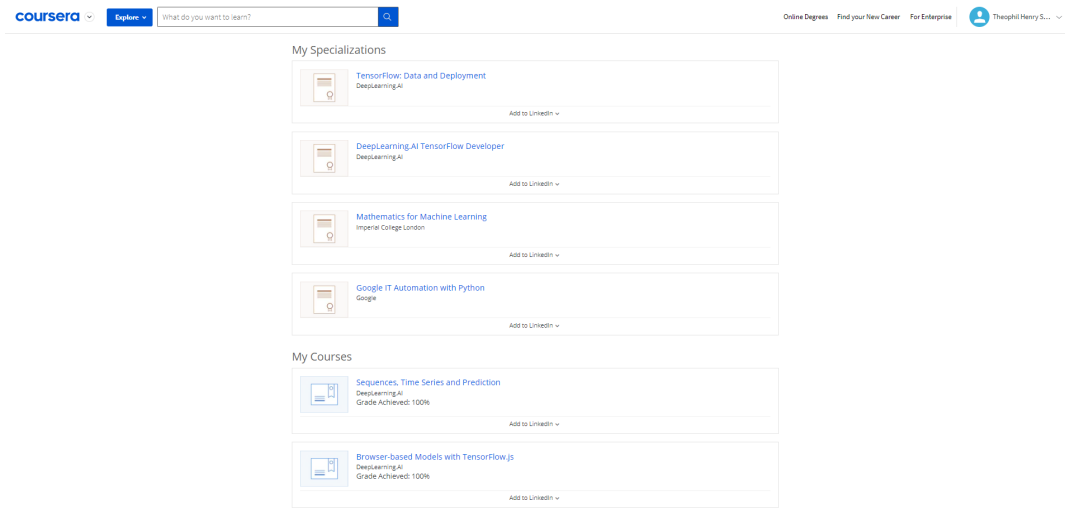 coursera
Explore
What do you want to learn?
Online Degrees
Find your New Career
For Enterprise
Theophil Henry S...
My Specializations
TensorFlow: Data and Deployment
DeepLearning.AI
Add to LinkedIn
DeepLearning.AI TensorFlow Developer
DeepLearning.AI
Add to LinkedIn
Mathematics for Machine Learning
Imperial College London
Add to LinkedIn
Google IT Automation with Python
Google
Add to LinkedIn
My Courses
Sequences, Time Series and Prediction
DeepLearning.AI
Grade Achieved: 100%
Add to LinkedIn
Browser-based Models with TensorFlow.js
DeepLearning.AI
Grade Achieved: 100%
Add to LinkedIn